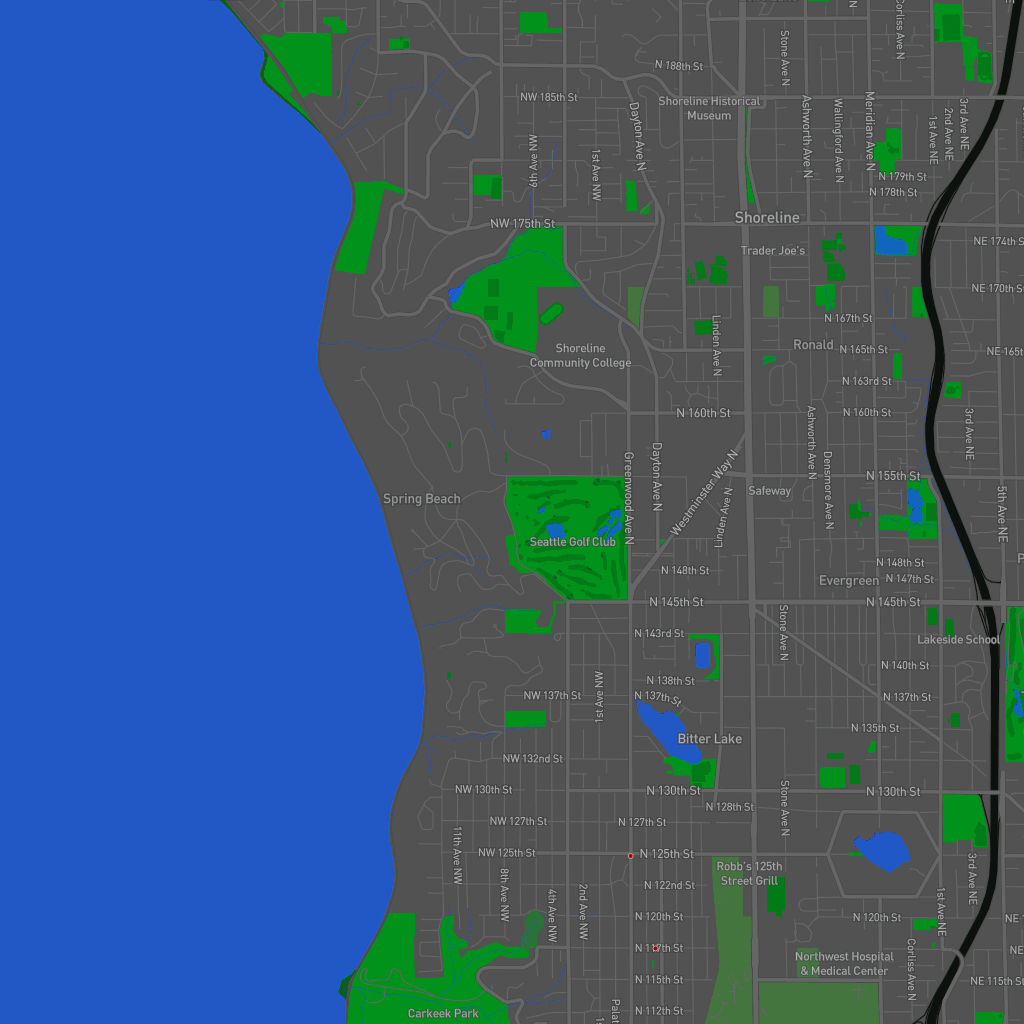 Corliss Ave N
N
Stone Ave N
N 188th St
NW 185th St
Shoreline Historical
Museum
Dayton Ave N
Ashworth Ave N
Wallingford Ave N
Meridian Ave N
1st Ave NE
2nd Ave NE
3rd Ave NE
6th Ave NW
1st Ave NW
N 179th St
N 178th St
NW 175th St
Shoreline
Trader Joe's
NE 174th S
NE 170th St
N 167th St
Linden Ave N
Ronald
N 165th St
NE 165t
Shoreline
Community College
N 163rd St
N 160th St
N 160th St
Ashworth Ave N
3rd Ave NE
Greenwood Ave N
Dayton Ave N
Westminster Way N
Densmore Ave N
N 155th St
Spring Beach
Safeway
Linden Ave N
5th Ave NE
Seattle Golf Club
N 148th St
N 148th St
Evergreen
N 147th St
N 145th St
N 145th St
Stone Ave N
N 143rd St
Lakeside School
N 140th St
N 138th St
1st Ave NW
NW 137th St
N 137th St
N 137th St
N 135th St
Bitter Lake
NW 132nd St
NW 130th St
N 130th St
N 130th St
Stone Ave N
N 128th St
NW 127th St
N 127th St
11th Ave NW
NW 125th St
N 125th St
Robb's 125th
Street Grill
8th Ave NW
4th Ave NW
2nd Ave NW
N 122nd St
3rd Ave NE
1st Ave NE
N 120th St
N 120th St
NE 1
N 117th St
NE
Northwest Hospital
& Medical Center
Corliss Ave N
N 115th St
NE 115th St
Carkeek Park
Palat
N 112th St